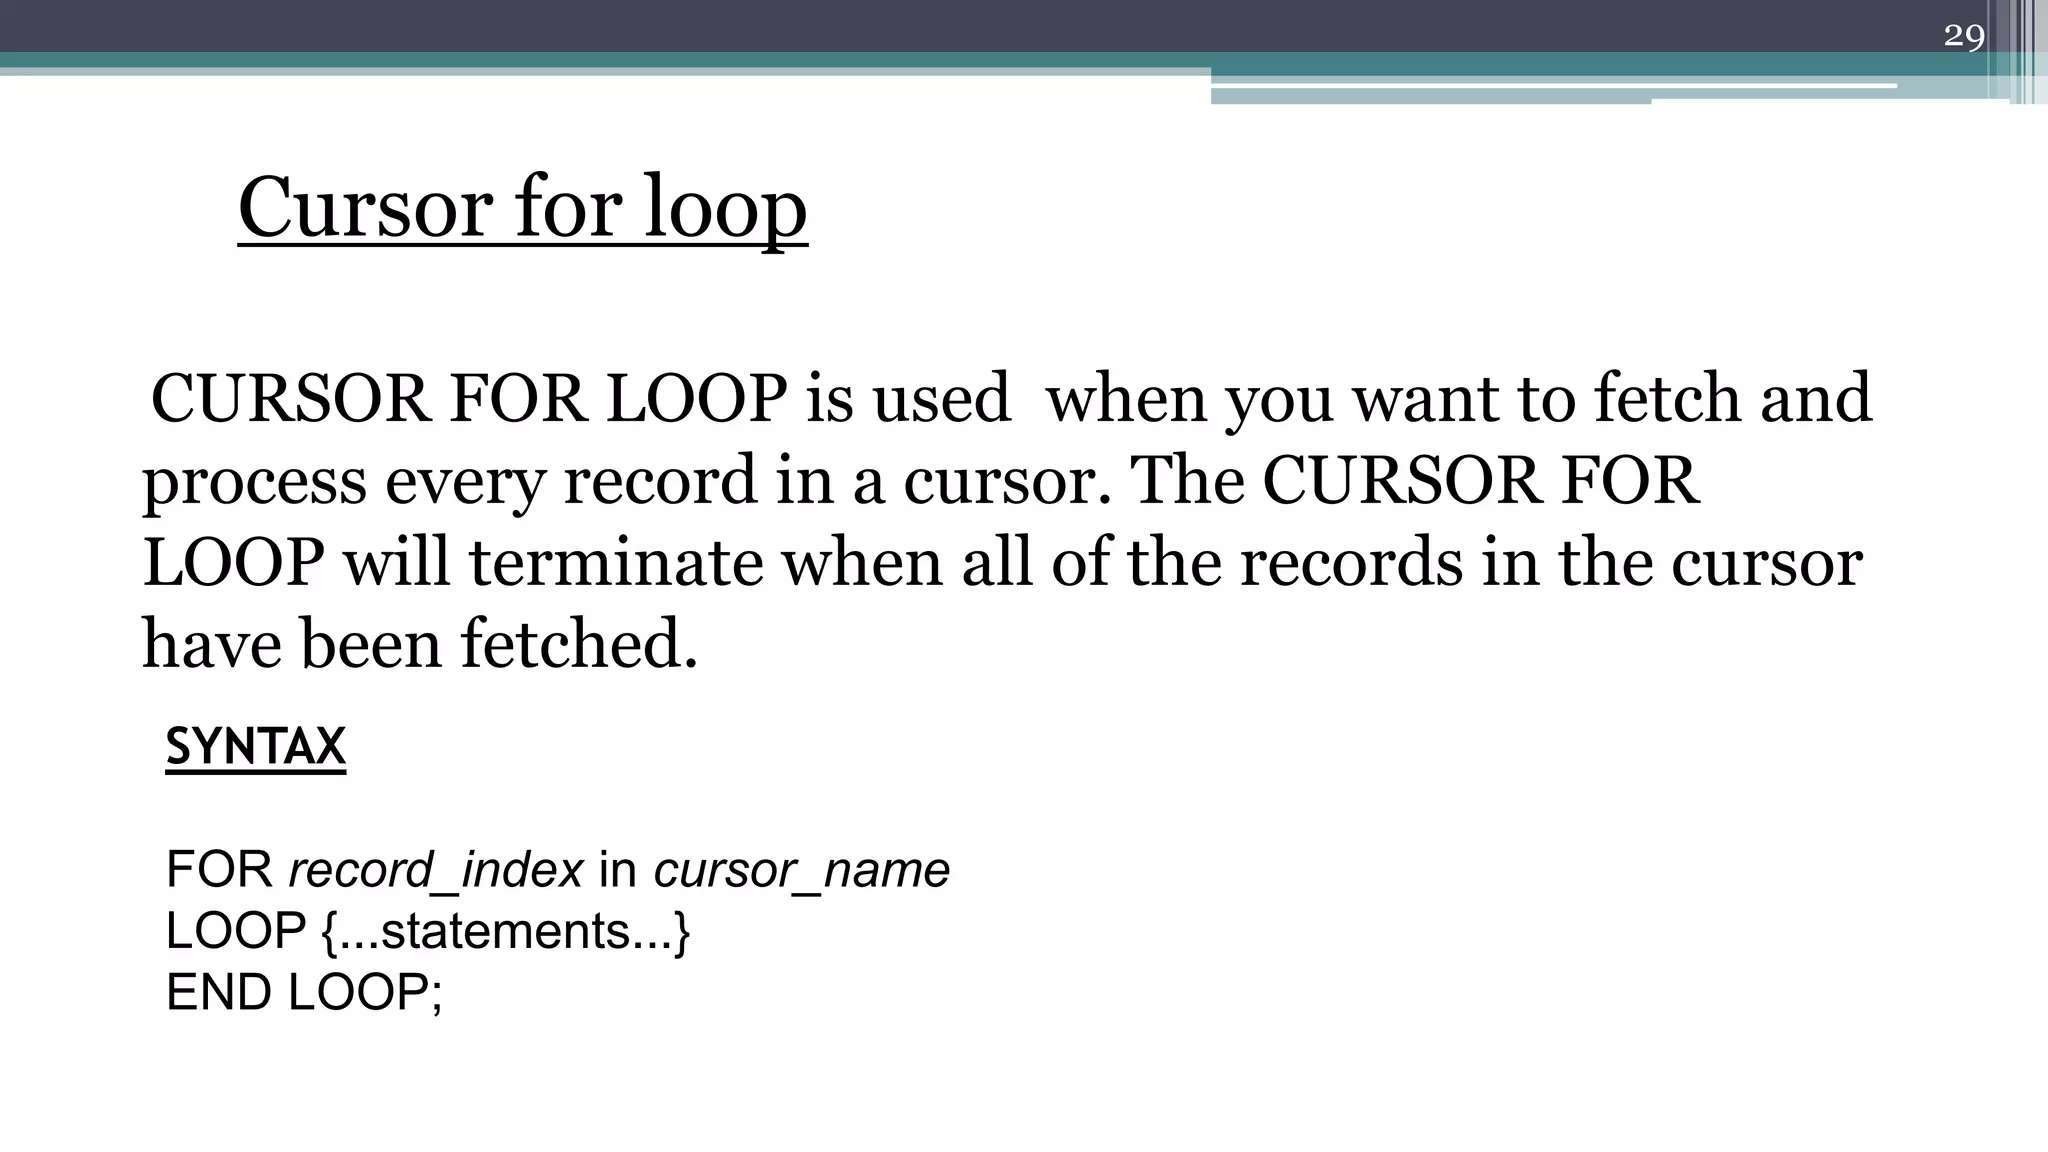 29
Cursor for loop
CURSOR FOR LOOP is used  when you want to fetch and
process every record in a cursor. The CURSOR FOR
LOOP will terminate when all of the records in the cursor
have been fetched.
SYNTAX
FOR record_index in cursor_name
LOOP {...statements...}
END LOOP;